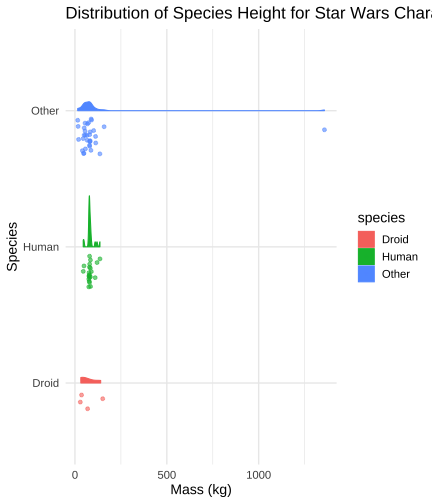 Distribution of Species Height for Star Wars Chara
Other
Human
Droid
Species
0
500
1000
Mass (kg)
species
Droid
Human
Other